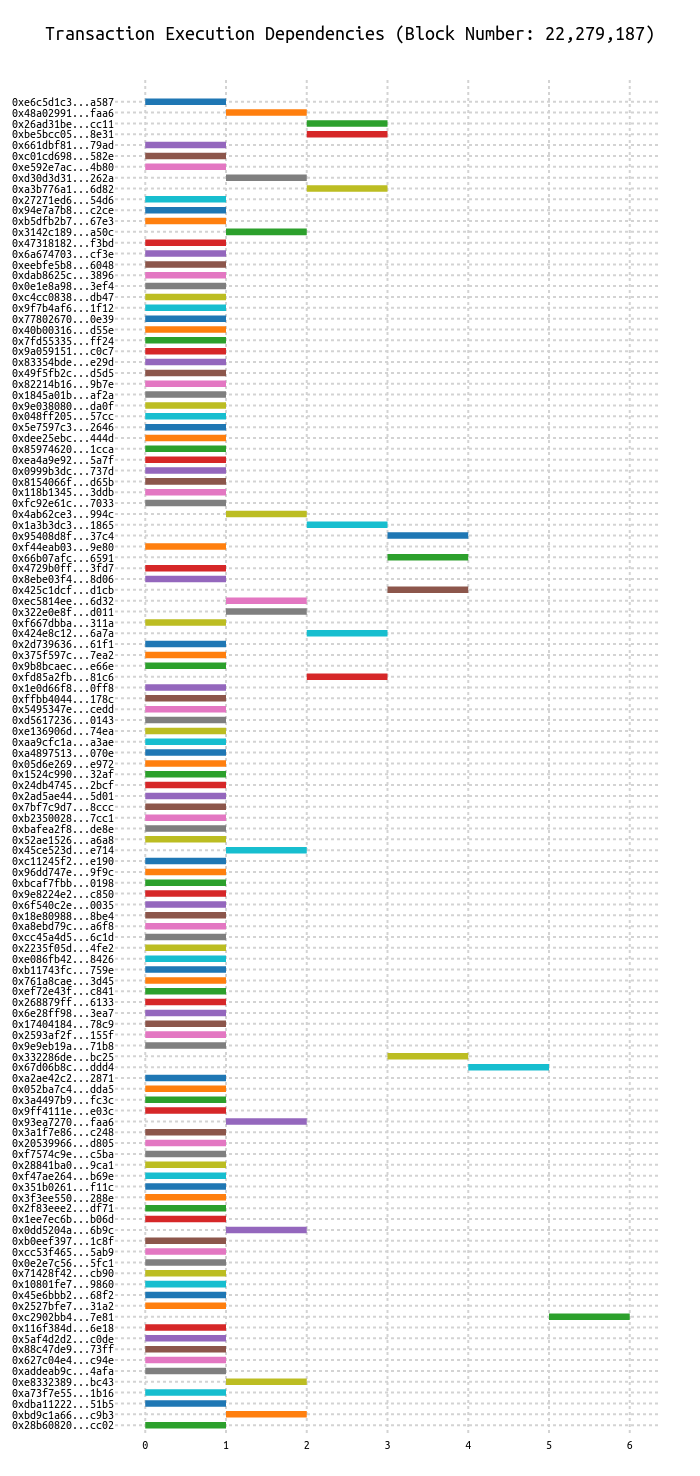 Transaction Execution Dependencies (Block Number: 22,279,187)
0xe6c5d1c3...a587
0x48a02991...faa6
0x26ad31be...cc11
0xbe5bcc05...8e31
0x661dbf81...79ad
0xc01cd698...582e
0xe592e7ac...4b80
0xd30d3d31...262a
0xa3b776a1...6d82
0x27271ed6...54d6
0x94e7a7b8...c2ce
0xb5dfb2b7...67e3
0x3142c189...a50c
0x47318182...f3bd
0x6a674703...cf3e
0xeebfe5b8...6048
0xdab8625c...3896
0x0e1e8a98...3ef4
0xc4cc0838...db47
0x9f7b4af6...1f12
0x77802670...0e39
0x40b00316...d55e
0x7fd55335...ff24
0x9a059151...c0c7
0x83354bde...e29d
0x49f5fb2c...d5d5
0x82214b16...9b7e
0x1845a01b...af2a
0x9e038080...da0f
0x048ff205...57cc
0x5e7597c3...2646
0xdee25ebc...444d
0x85974620...1cca
0xea4a9e92...5a7f
0x0999b3dc...737d
0x8154066f...d65b
0x118b1345...3ddb
0xfc92e61c...7033
0x4ab62ce3...994c
0x1a3b3dc3...1865
0x95408d8f...37c4
0xf44eab03...9e80
0x66b07afc...6591
0x4729b0ff...3fd7
0x8ebe03f4...8d06
0x425c1dcf...d1cb
0xec5814ee...6d32
0x322e0e8f...d011
0xf667dbba...311a
0x424e8c12...6a7a
0x2d739636...61f1
0x375f597c...7ea2
0x9b8bcaec...e66e
0xfd85a2fb...81c6
0x1e0d66f8...0ff8
0xffbb4044...178c
0x5495347e...cedd
0xd5617236...0143
0xe136906d...74ea
0xaa9cfc1a...a3ae
0xa4897513...070e
0x05d6e269...e972
0x1524c990...32af
0x24db4745...2bcf
0x2ad5ae44...5d01
0x7bf7c9d7...8ccc
0xb2350028...7cc1
0xbafea2f8...de8e
0x52ae1526...a6a8
0x45ce523d...e714
0xc11245f2...e190
0x96dd747e...9f9c
0xbcaf7fbb...0198
0x9e8224e2...c850
0x6f540c2e...0035
0x18e80988...8be4
0xa8ebd79c...a6f8
0xcc45a4d5...6c1d
0x2235f05d...4fe2
0xe086fb42...8426
0xb11743fc...759e
0x761a8cae...3d45
0xef72e43f...c841
0x268879ff...6133
0x6e28ff98...3ea7
0x17404184...78c9
0x2593af2f...155f
0x9e9eb19a...71b8
0x332286de...bc25
0x67d06b8c...ddd4
0xa2ae42c2...2871
0x052ba7c4...dda5
0x3a4497b9...fc3c
0x9ff4111e...e03c
0x93ea7270...faa6
0x3a1f7e86...c248
0x20539966...d805
0xf7574c9e...c5ba
0x28841ba0...9ca1
0xf47ae264...b69e
0x351b0261...f11c
0x3f3ee550...288e
0x2f83eee2...df71
0x1ee7ec6b...b06d
0x0dd5204a...6b9c
0xb0eef397...1c8f
0xcc53f465...5ab9
0x0e2e7c56...5fc1
0x71428f42...cb90
0x10801fe7...9860
0x45e6bbb2...68f2
0x2527bfe7...31a2
0xc2902bb4...7e81
0x116f384d...6e18
0x5af4d2d2...c0de
0x88c47de9...73ff
0x627c04e4...c94e
0xaddeab9c...4afa
0xe8332389...bc43
0xa73f7e55...1b16
0xdba11222...51b5
0xbd9c1a66...c9b3
0x28b60820...cc02
0 1 2 3 4 5 6